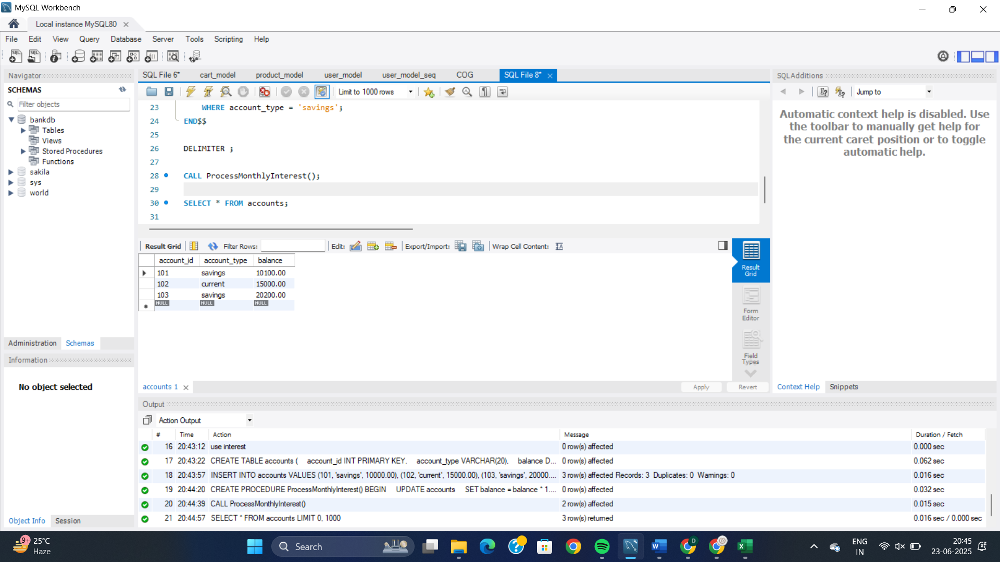 MySQL Workbench
Local instance MySQL80
File Edit View Query Database Server Tools Scripting Help
Navigator
SCHEMAS
Filter objects
bankdb
Tables
Views
Stored Procedures
Functions
sakila
sys
world
Administration Schemas
Information
No object selected
Object Info Session
SQL File 6* cart_model product_model user_model user_model_seq COG SQL File 8*
Limit to 1000 rows
23 WHERE account_type = 'savings';
24 END$$
25
26 DELIMITER ;
27
28 CALL ProcessMonthlyInterest();
29
30 SELECT * FROM accounts;
31
Result Grid Filter Rows: Edit: Export/Import: Wrap Cell Content:
account_id account_type balance
101 savings 10100.00
102 current 15000.00
103 savings 20200.00
NULL NULL NULL
Result Grid
Form Editor
Field Types
accounts 1
Apply Revert
SQLAdditions
Jump to
Automatic context help is disabled. Use
the toolbar to manually get help for
the current caret position or to toggle
automatic help.
Context Help Snippets
Output
Action Output
# Time Action Message Duration / Fetch
16 20:43:12 use interest 0 row(s) affected 0.000 sec
17 20:43:22 CREATE TABLE accounts ( account_id INT PRIMARY KEY, account_type VARCHAR(20), balance D... 0 row(s) affected 0.062 sec
18 20:43:57 INSERT INTO accounts VALUES (101, 'savings', 10000.00), (102, 'current', 15000.00), (103, 'savings', 20000.... 3 row(s) affected Records: 3 Duplicates: 0 Warnings: 0 0.016 sec
19 20:44:20 CREATE PROCEDURE ProcessMonthlyInterest() BEGIN UPDATE accounts SET balance = balance * 1.... 0 row(s) affected 0.032 sec
20 20:44:39 CALL ProcessMonthlyInterest() 2 row(s) affected 0.015 sec
21 20:44:57 SELECT * FROM accounts LIMIT 0, 1000 3 row(s) returned 0.016 sec / 0.000 sec
9+ 25°C
Haze
Search
ENG
IN
20:45
23-06-2025